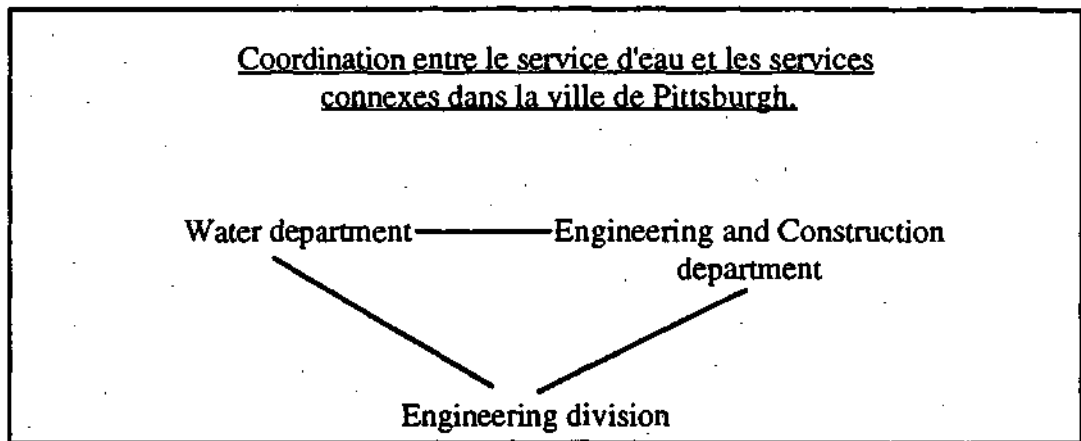 Coordination entre le service d'eau et les services
connexes dans la ville de Pittsburgh.
Water department
Engineering and Construction
department
Engineering division